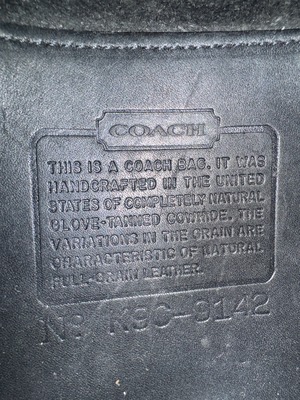 COACH
THIS IS A COACH BAG. IT WAS
HANDCRAFTED IN THE UNITED
STATES OF COMPLETELY NATURAL
GLOVE-TANNED COWHIDE. THE
VARIATIONS IN THE GRAIN ARE
CHARACTERISTIC OF NATURAL
FULL-GRAIN LEATHER.
Nº K9C-9142